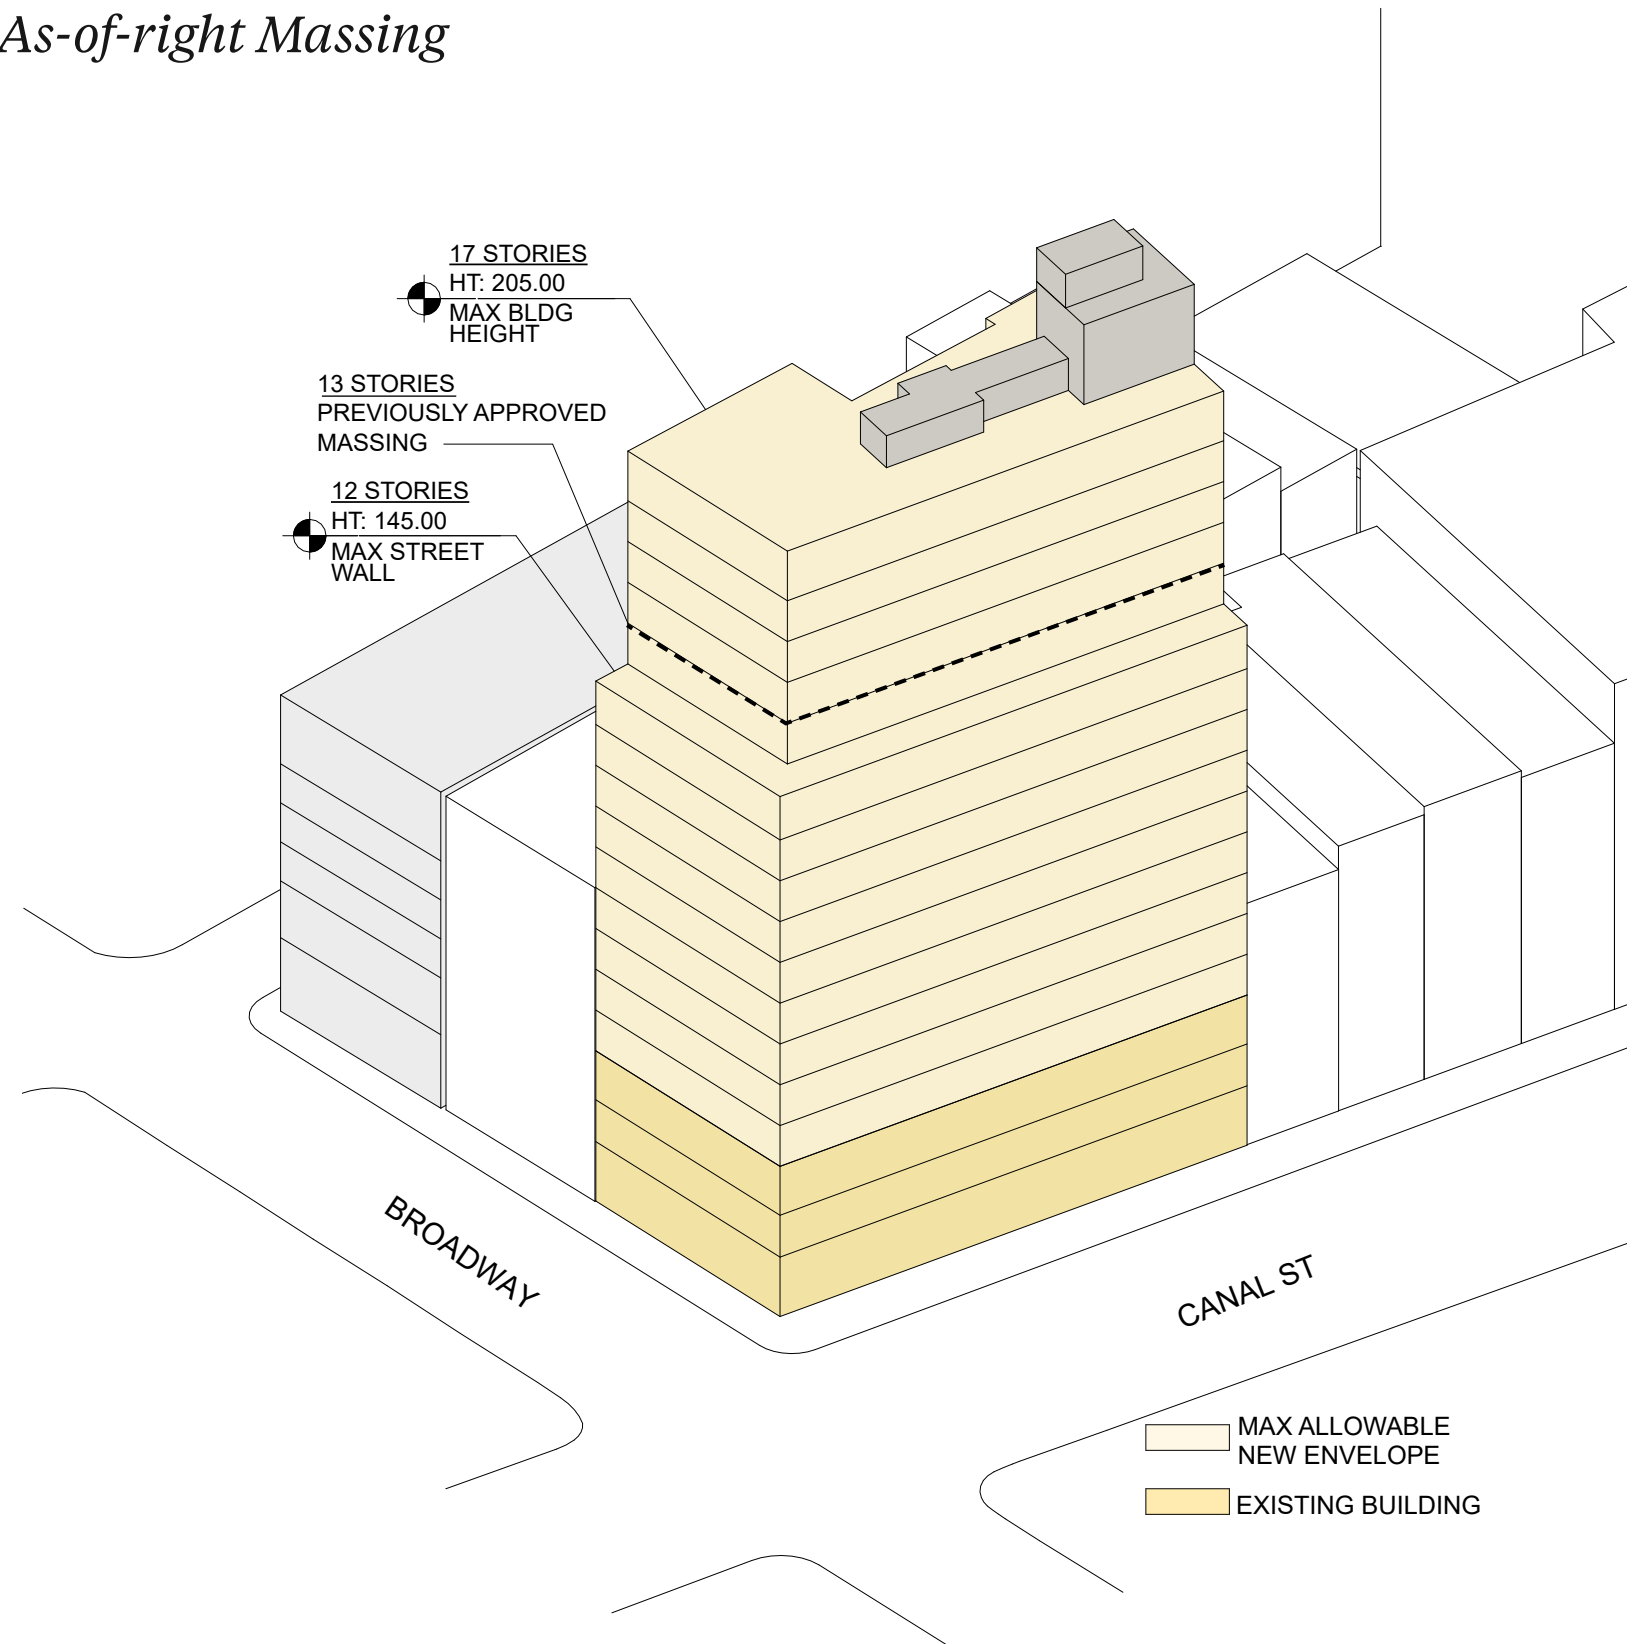 As-of-right Massing
17 STORIES
HT: 205.00
MAX BLDG
HEIGHT
13 STORIES
PREVIOUSLY APPROVED
MASSING
12 STORIES
HT: 145.00
MAX STREET
WALL
BROADWAY
CANAL ST
MAX ALLOWABLE
NEW ENVELOPE
EXISTING BUILDING